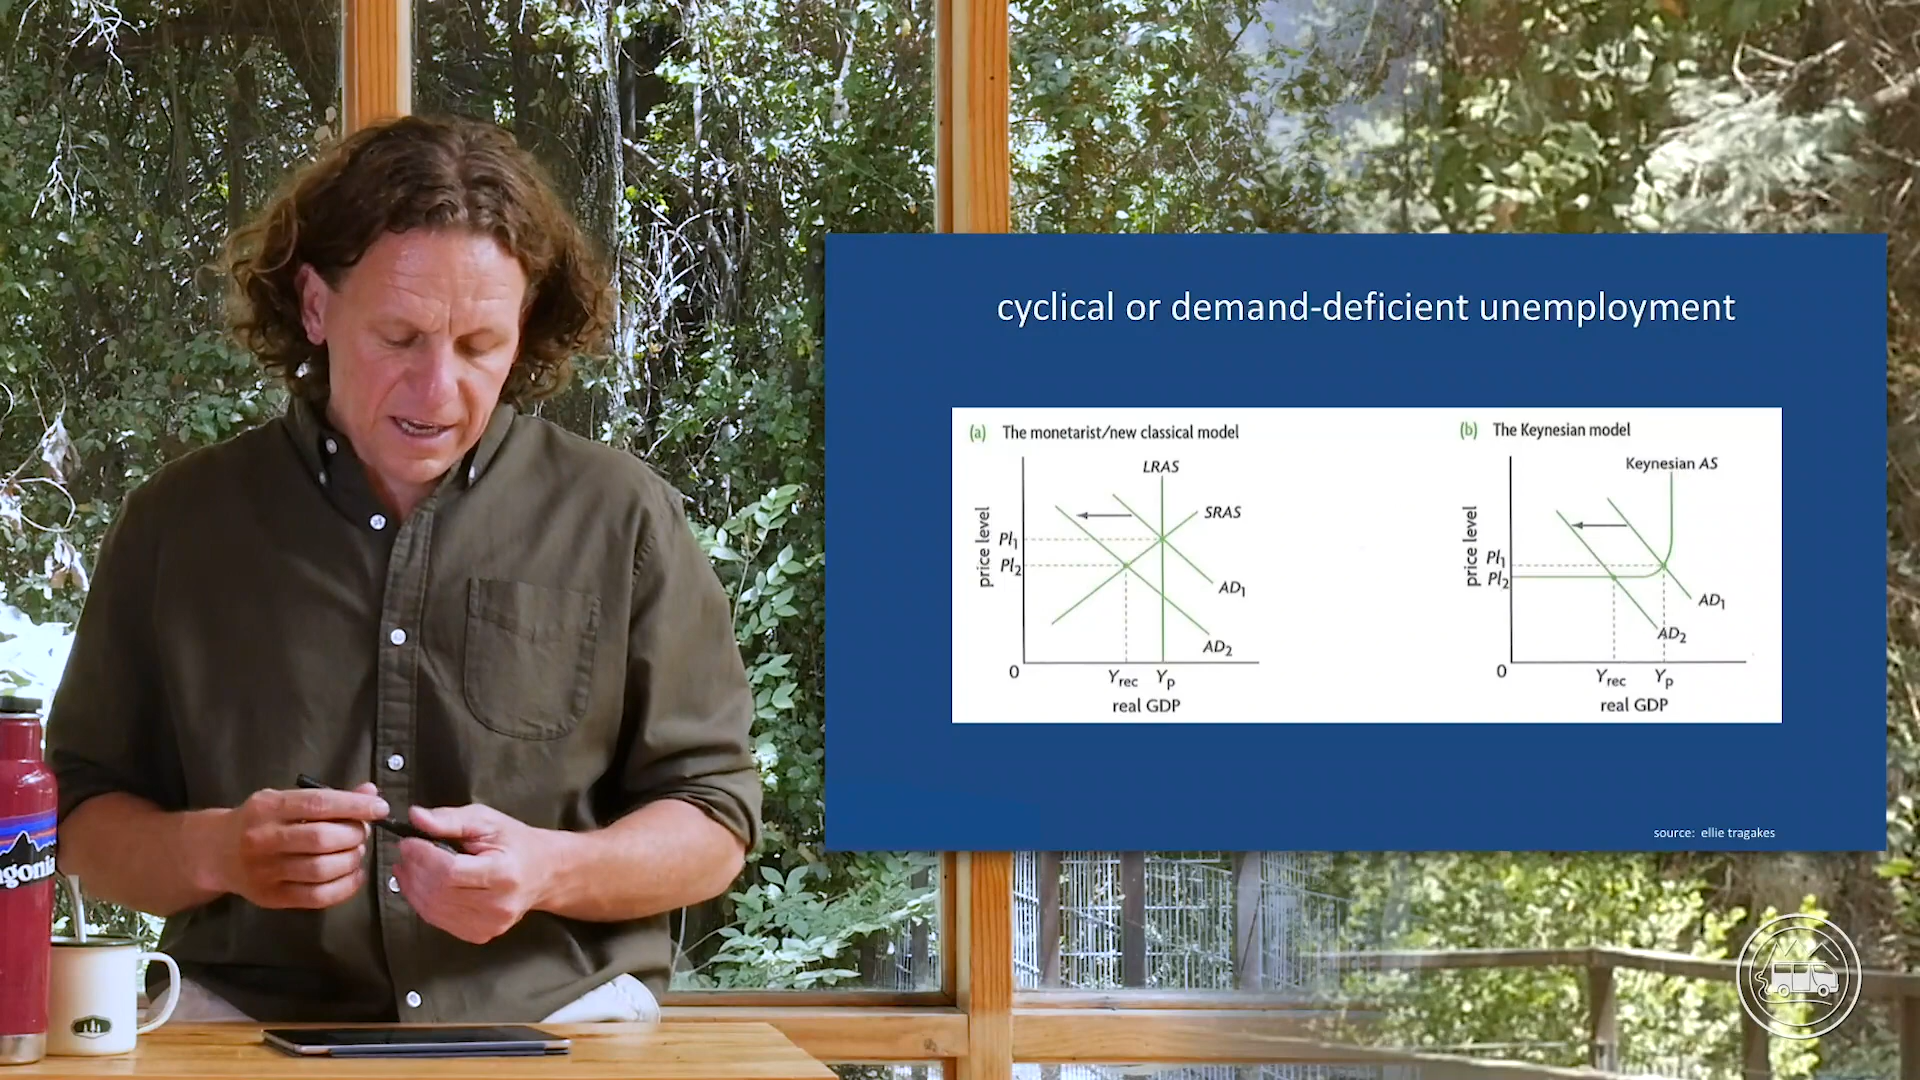 cyclical or demand-deficient unemployment
(a) The monetarist/new classical model
LRAS
SRAS
price level
Pl1
Pl2
AD1
AD2
0
Yrec Yp
real GDP
(b) The Keynesian model
Keynesian AS
price level
Pl1
Pl2
AD1
AD2
0
Yrec Yp
real GDP
source: ellie tragakes
agonia